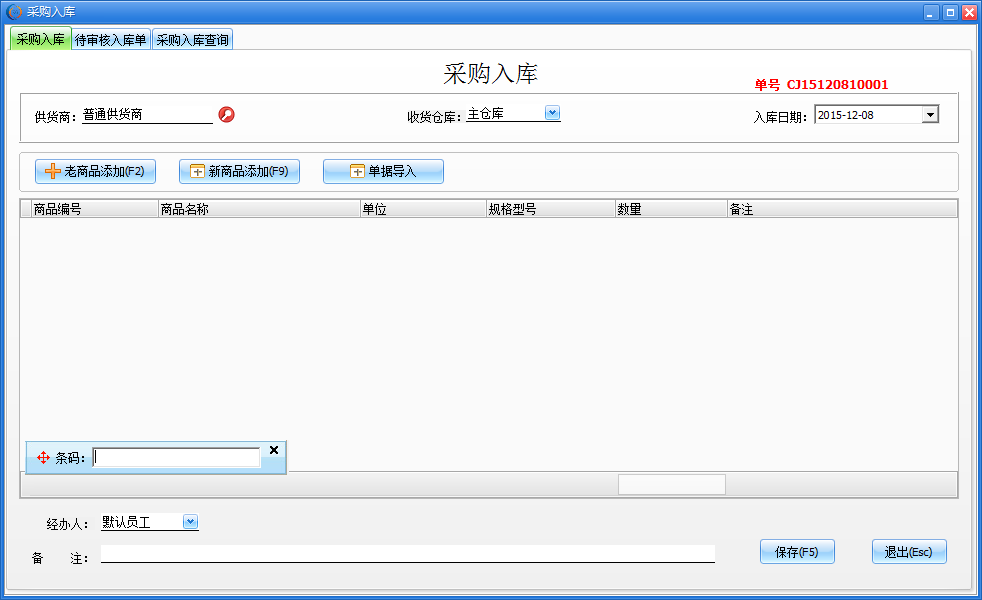 采购入库
采购入库 待审核入库单 采购入库查询
采购入库
单号 CJ15120810001
供货商： 普通供货商 收货仓库： 主仓库 入库日期： 2015-12-08
老商品添加(F2) 新商品添加(F9) 单据导入
商品编号 商品名称 单位 规格型号 数量 备注
条码：
经办人： 默认员工
备 注：
保存(F5) 退出(Esc)